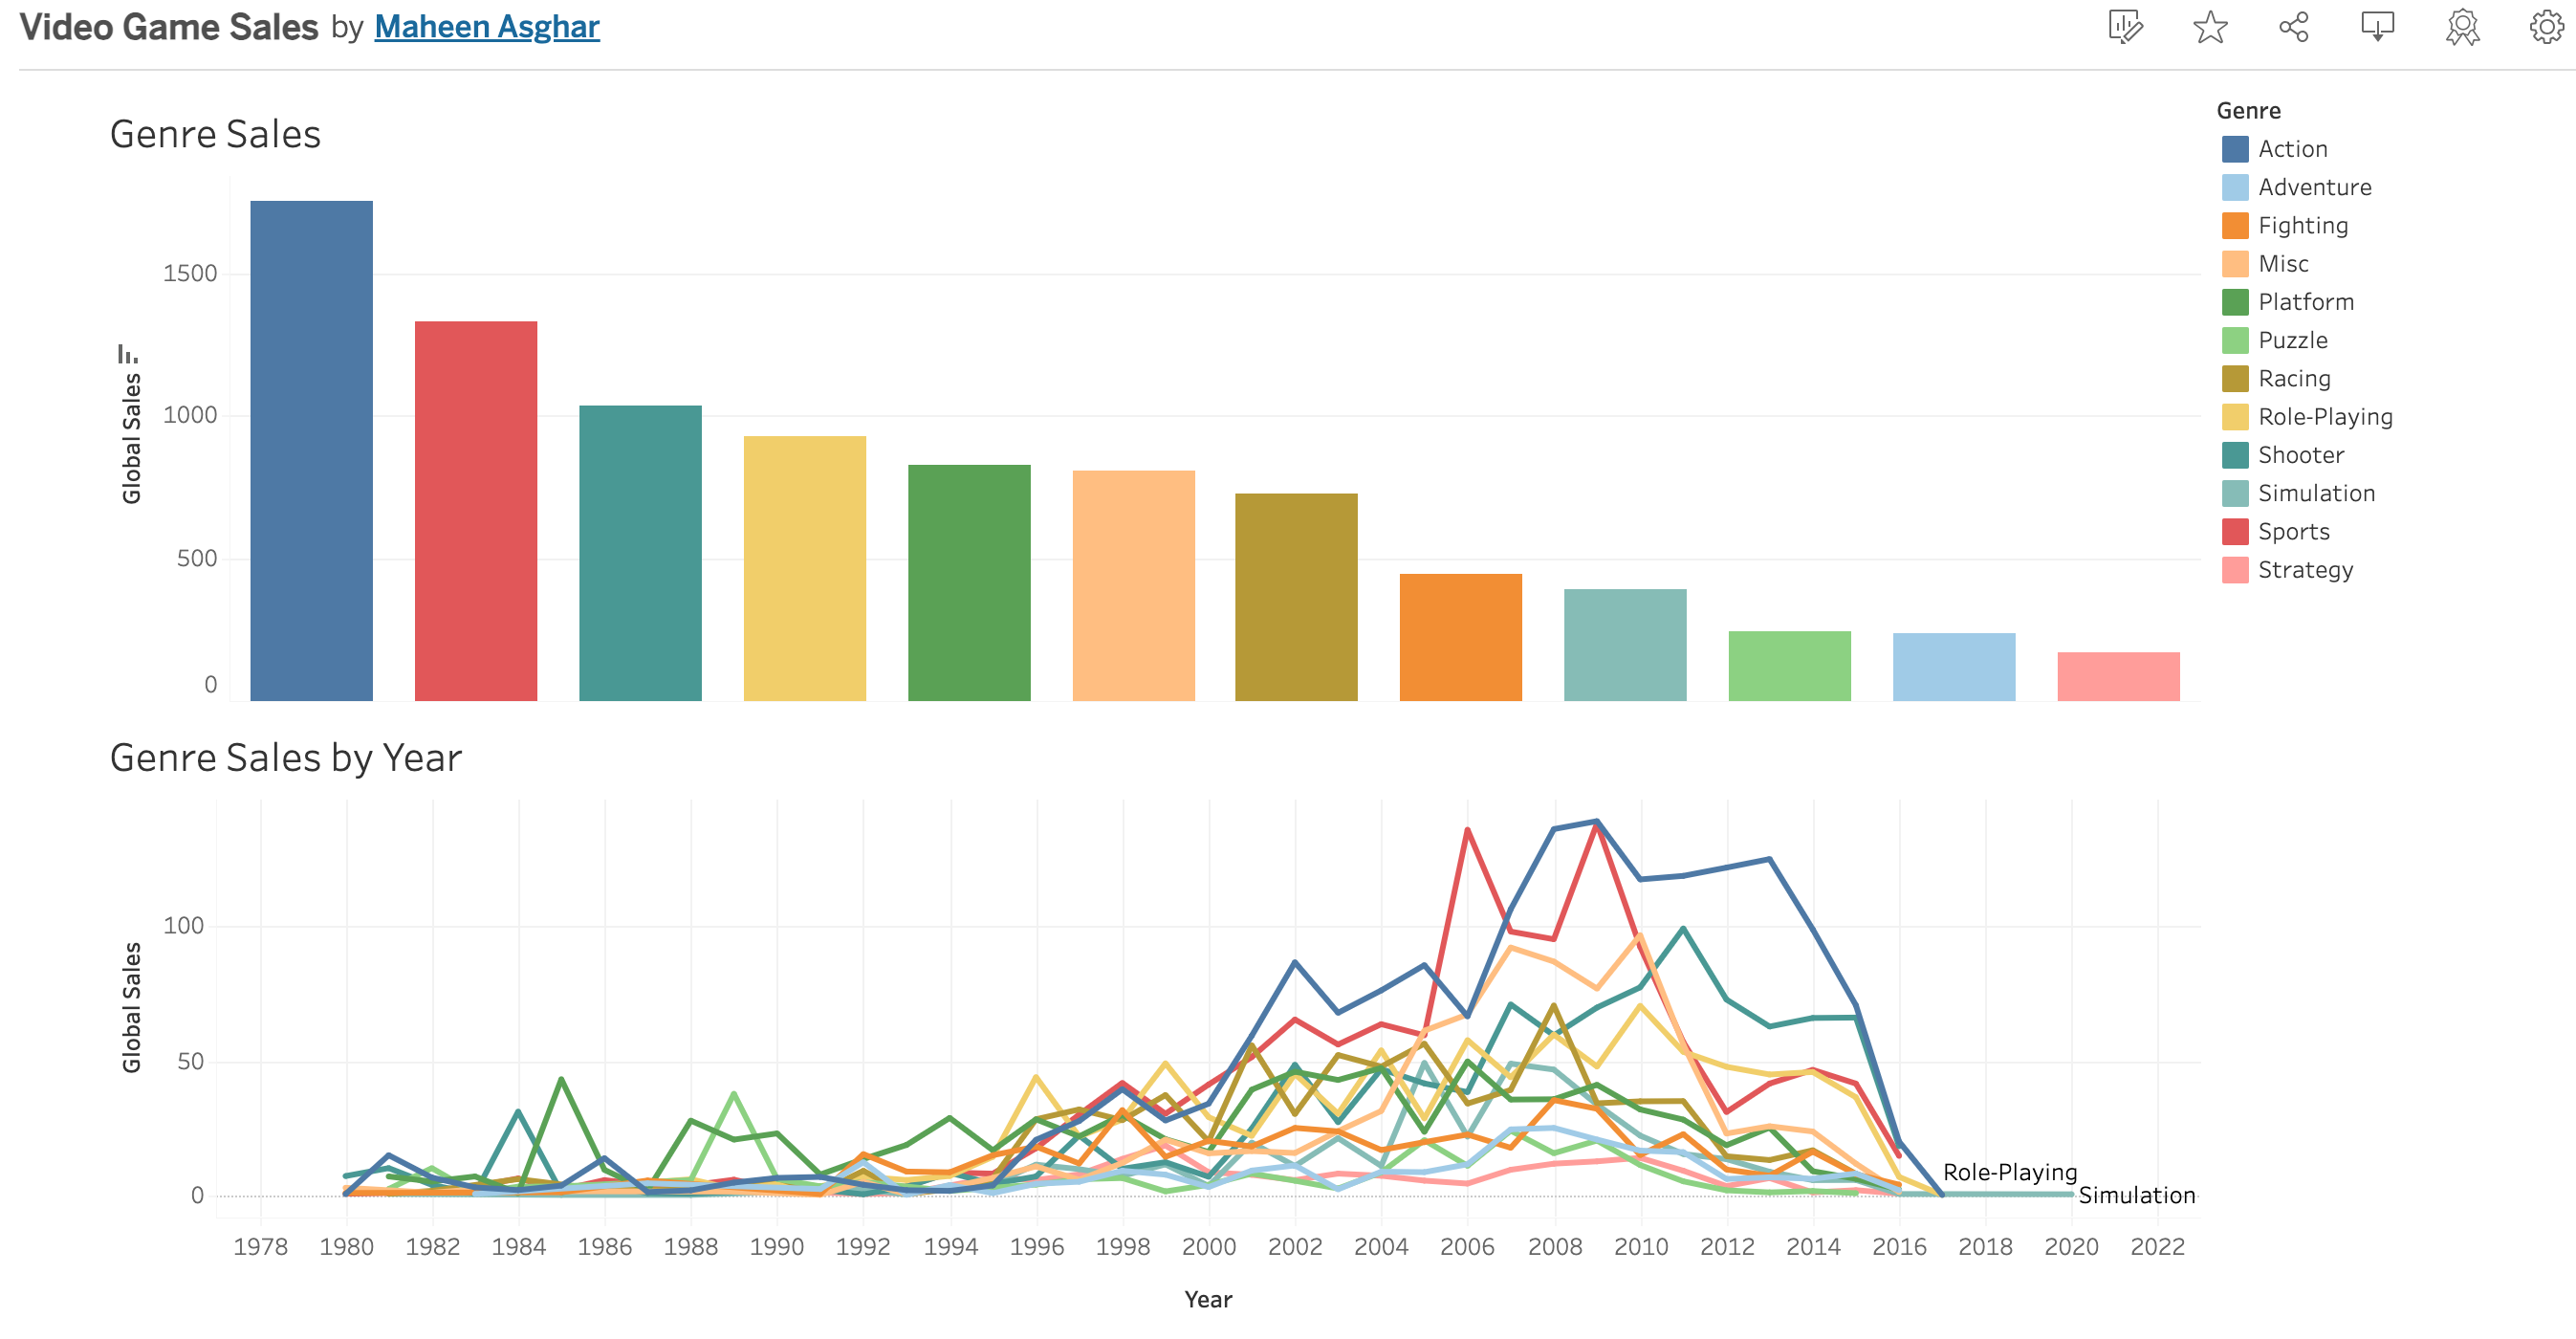 Video Game Sales by Maheen Asghar
Genre Sales
Global Sales
1500
1000
500
0
Genre
Action
Adventure
Fighting
Misc
Platform
Puzzle
Racing
Role-Playing
Shooter
Simulation
Sports
Strategy
Genre Sales by Year
Global Sales
100
50
0
Role-Playing
Simulation
1978 1980 1982 1984 1986 1988 1990 1992 1994 1996 1998 2000 2002 2004 2006 2008 2010 2012 2014 2016 2018 2020 2022
Year